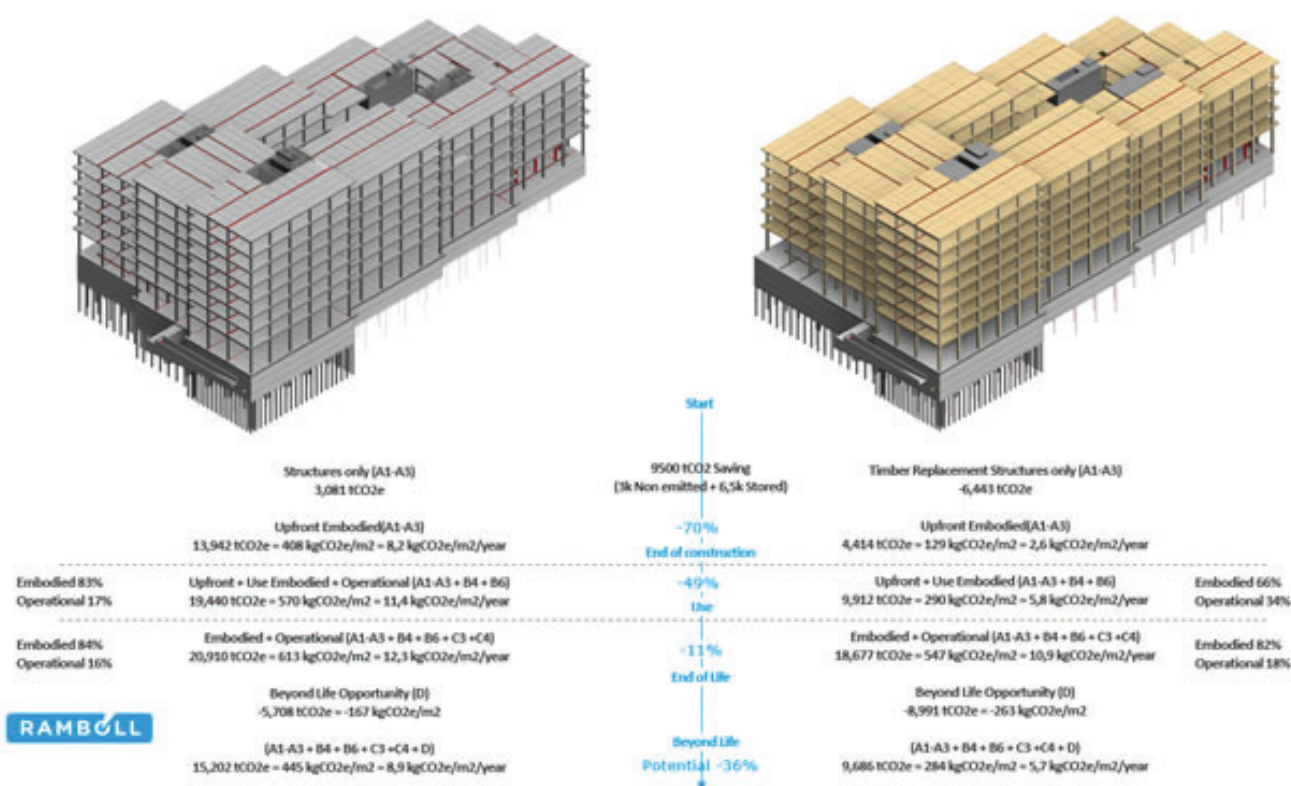 Start
Structures only (A1-A3)
3,081 tCO2e
9500 tCO2 Saving
(3k Non emitted + 6,5k Stored)
Timber Replacement Structures only (A1-A3)
-6,443 tCO2e
Upfront Embodied(A1-A3)
13,942 tCO2e = 408 kgCO2e/m2 = 8,2 kgCO2e/m2/year
-70%
End of construction
Upfront Embodied(A1-A3)
4,414 tCO2e = 129 kgCO2e/m2 = 2,6 kgCO2e/m2/year
Embodied 83%
Operational 17%
Upfront + Use Embodied + Operational (A1-A3 + B4 + B6)
19,440 tCO2e = 570 kgCO2e/m2 = 11,4 kgCO2e/m2/year
-49%
Use
Upfront + Use Embodied (A1-A3 + B4 + B6)
9,912 tCO2e = 290 kgCO2e/m2 = 5,8 kgCO2e/m2/year
Embodied 66%
Operational 34%
Embodied 84%
Operational 16%
Embodied + Operational (A1-A3 + B4 + B6 + C3 +C4)
20,910 tCO2e = 613 kgCO2e/m2 = 12,3 kgCO2e/m2/year
-11%
End of Life
Embodied + Operational (A1-A3 + B4 + B6 + C3 +C4)
18,677 tCO2e = 547 kgCO2e/m2 = 10,9 kgCO2e/m2/year
Embodied 82%
Operational 18%
Beyond Life Opportunity (D)
-5,708 tCO2e = -167 kgCO2e/m2
Beyond Life Opportunity (D)
-8,991 tCO2e = -263 kgCO2e/m2
RAMBOLL
(A1-A3 + B4 + B6 + C3 +C4 + D)
15,202 tCO2e = 445 kgCO2e/m2 = 8,9 kgCO2e/m2/year
Beyond Life
Potential -36%
(A1-A3 + B4 + B6 + C3 +C4 + D)
9,686 tCO2e = 284 kgCO2e/m2 = 5,7 kgCO2e/m2/year